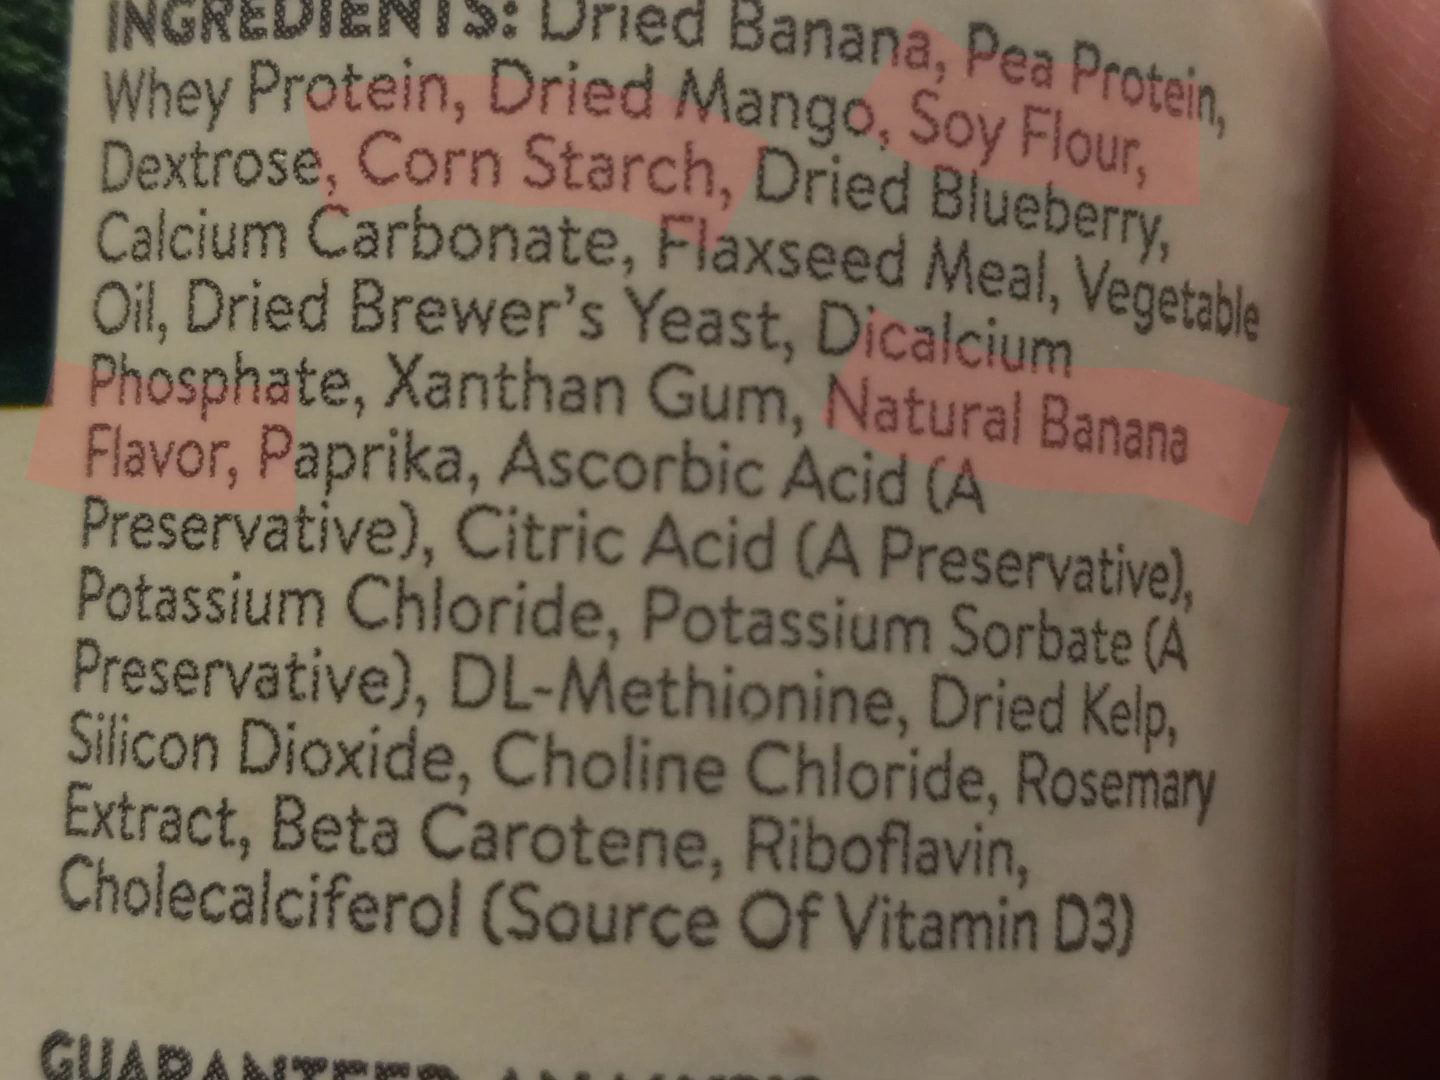 INGREDIENTS: Dried Banana, Pea Protein,
Whey Protein, Dried Mango, Soy Flour,
Dextrose, Corn Starch, Dried Blueberry,
Calcium Carbonate, Flaxseed Meal, Vegetable
Oil, Dried Brewer's Yeast, Dicalcium
Phosphate, Xanthan Gum, Natural Banana
Flavor, Paprika, Ascorbic Acid (A
Preservative), Citric Acid (A Preservative),
Potassium Chloride, Potassium Sorbate (A
Preservative), DL-Methionine, Dried Kelp,
Silicon Dioxide, Choline Chloride, Rosemary
Extract, Beta Carotene, Riboflavin,
Cholecalciferol (Source Of Vitamin D3)
GUARANTEED ANALYSIS